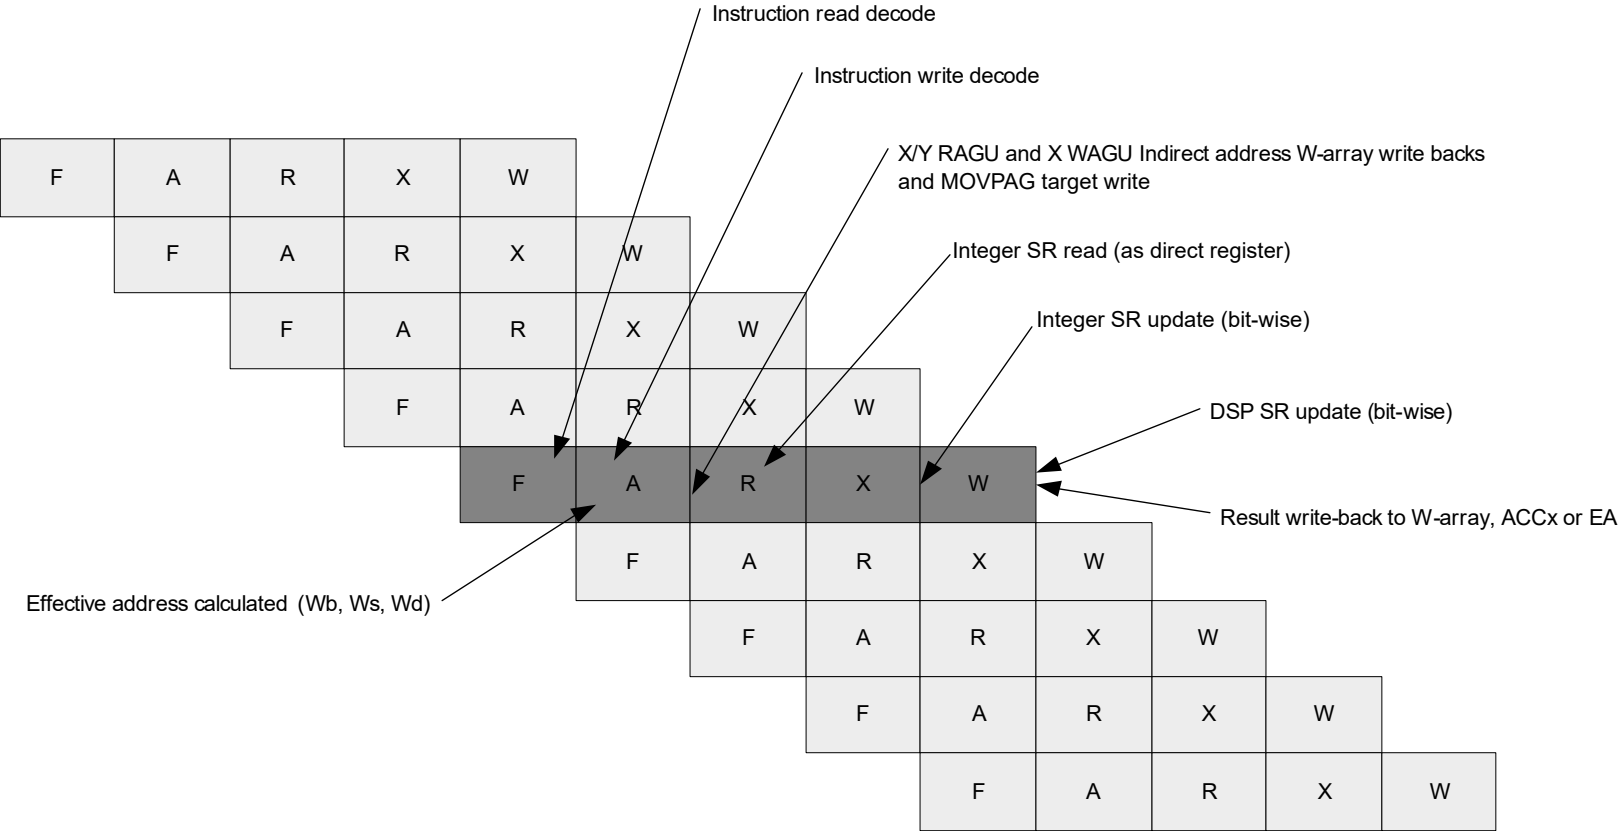 Instruction read decode
Instruction write decode
X/Y RAGU and X WAGU Indirect address W-array write backs
and MOVPAG target write
F A R X W
Integer SR read (as direct register)
F A R X W
Integer SR update (bit-wise)
F A R X W
DSP SR update (bit-wise)
F A R X W
F A R X W
Result write-back to W-array, ACCx or EA
F A R X W
Effective address calculated (Wb, Ws, Wd)
F A R X W
F A R X W
F A R X W